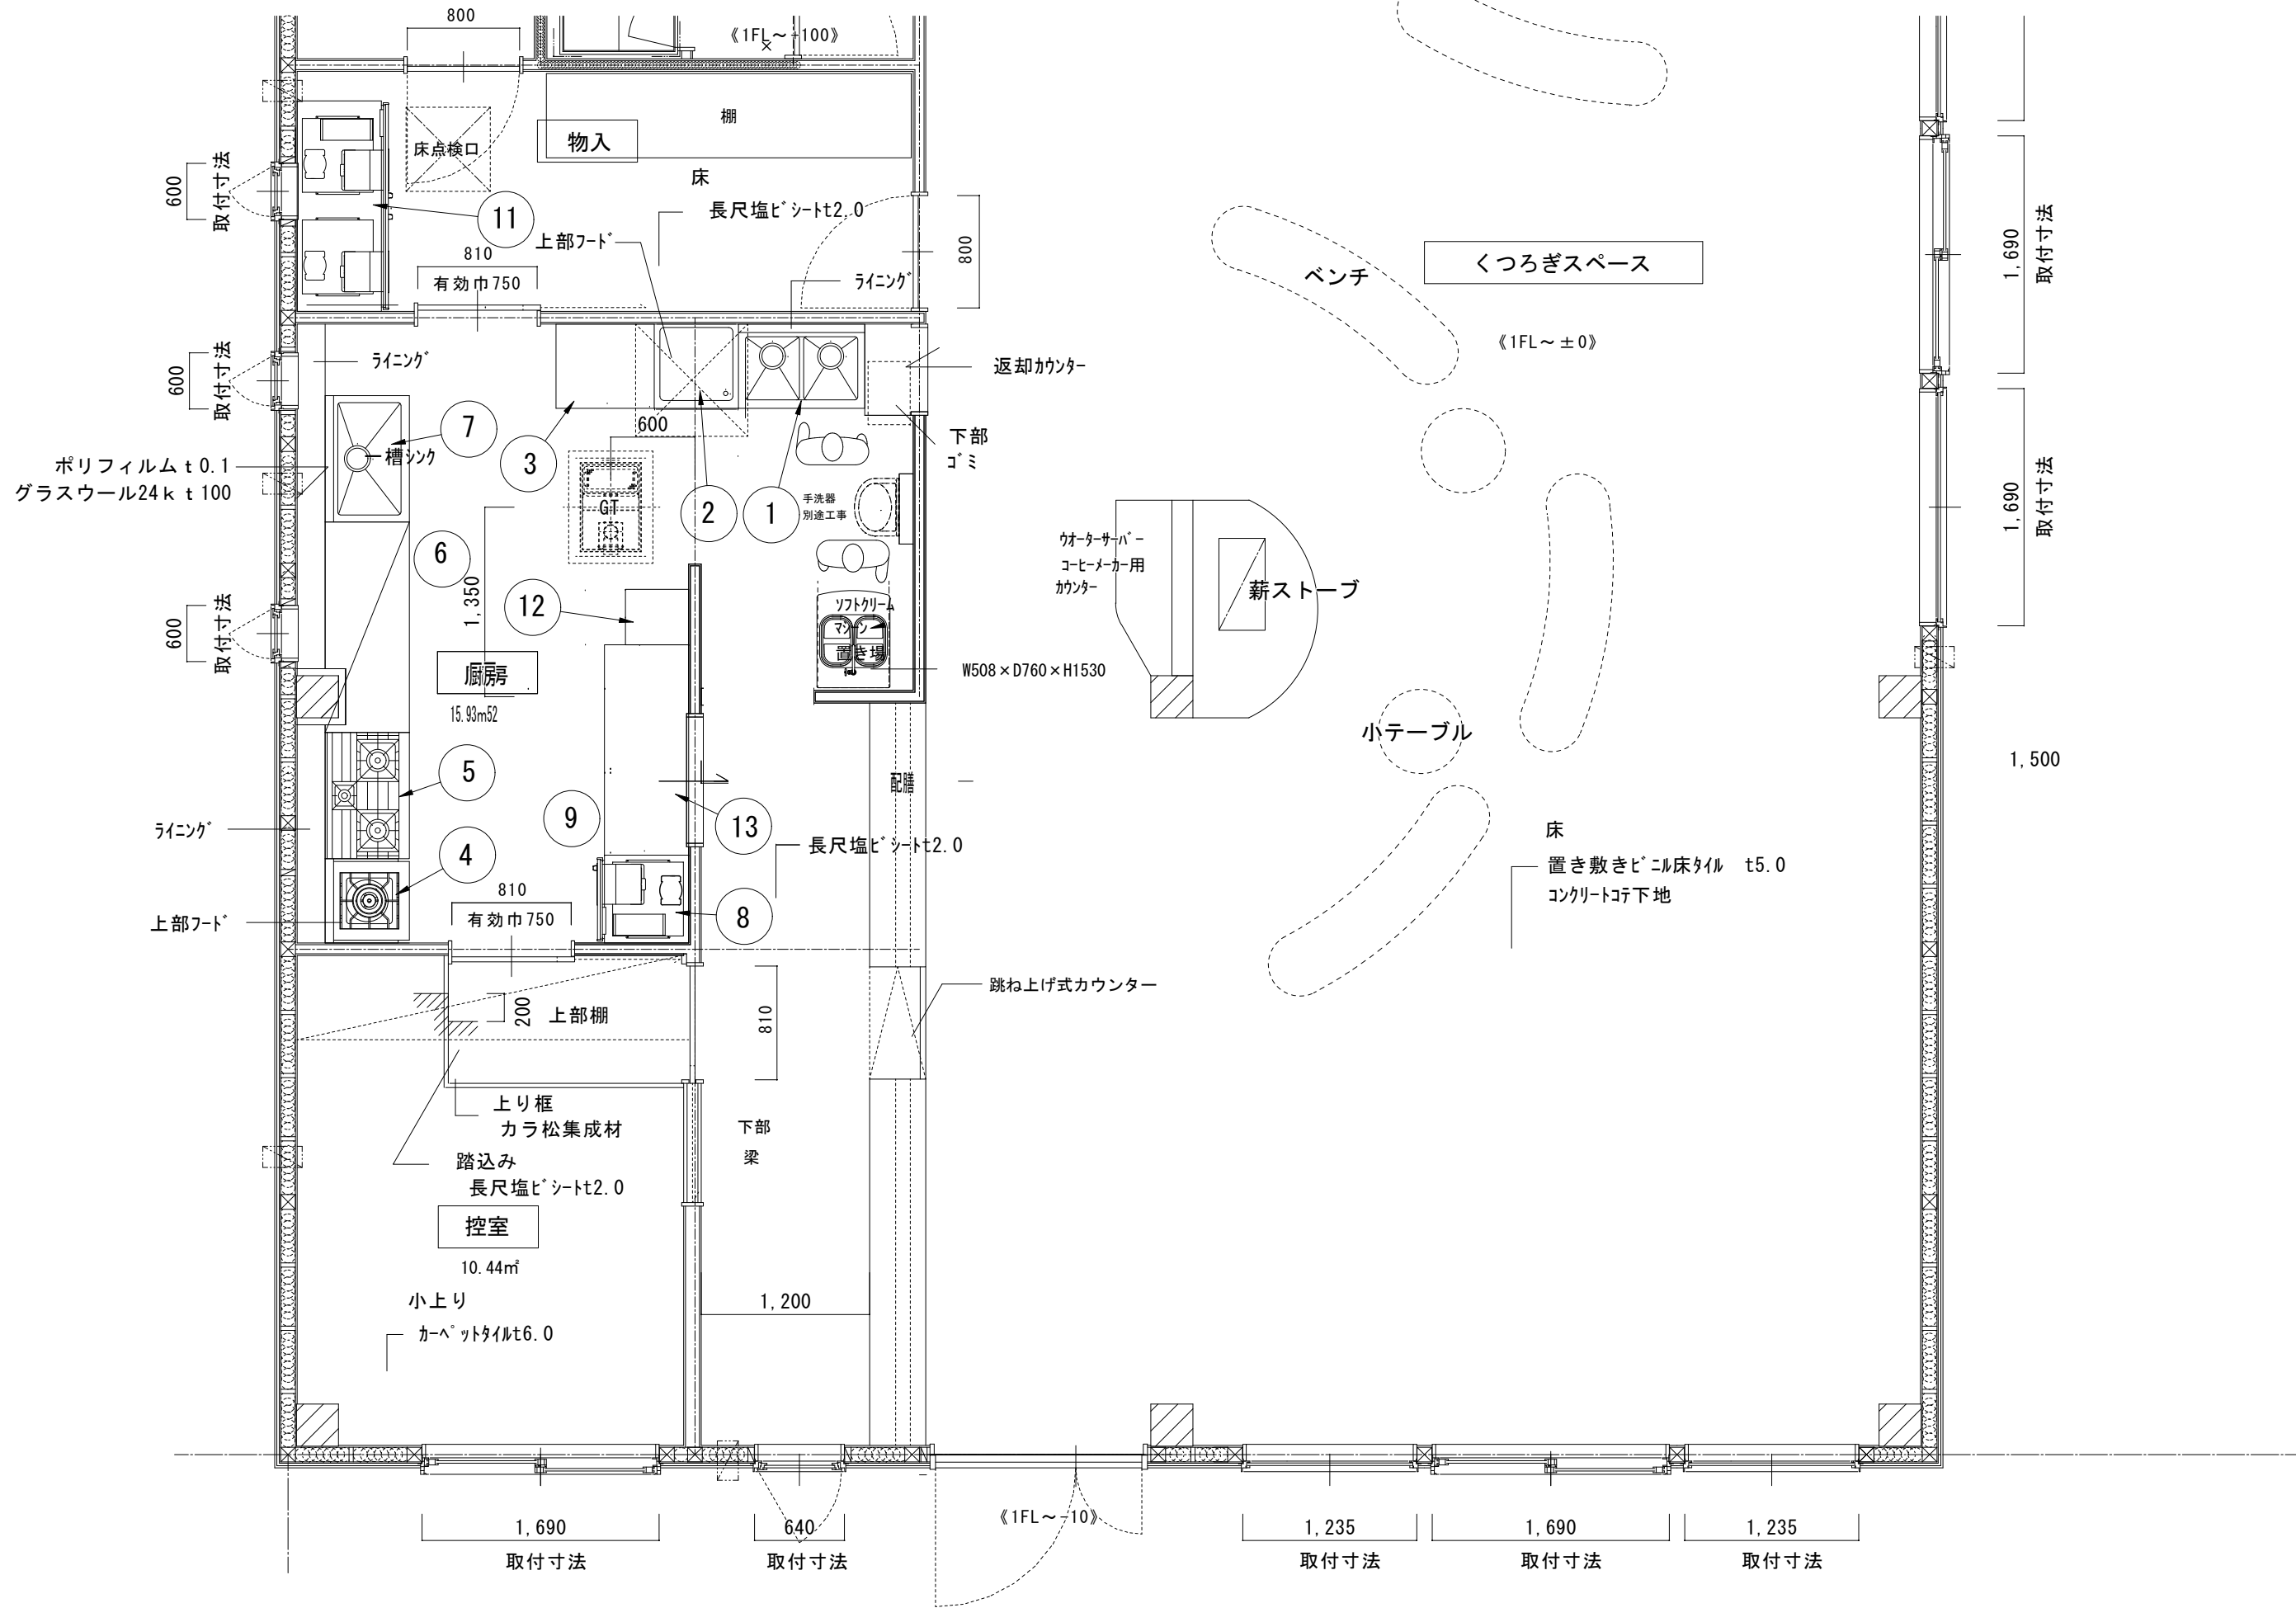 800
《1FL～-100》
棚
物入
床点検口
床
600
取付寸法
11
長尺塩ビシートt2.0
上部フード
810
有効巾750
800
ライニング
くつろぎスペース
ベンチ
《1FL～±0》
1,690
取付寸法
600
取付寸法
ライニング
返却カウンター
7
一槽シンク
3
600
下部
ゴミ
ポリフィルムｔ0.1
グラスウール24ｋｔ100
GT
2
1
手洗器
別途工事
1,690
取付寸法
6
1,350
ウオーターサーバー
コーヒーメーカー用
カウンター
薪ストーブ
12
600
取付寸法
ソフトクリーム
マシーン
置き場
W508×D760×H1530
厨房
15.93m52
小テーブル
1,500
5
配膳
9
13
ライニング
長尺塩ビシートt2.0
床
置き敷きビニル床タイル　t5.0
コンクリートコテ下地
4
810
有効巾750
8
上部フード
跳ね上げ式カウンター
200
上部棚
810
上り框
カラ松集成材
下部
梁
踏込み
長尺塩ビシートt2.0
控室
10.44㎡
小上り
カーペットタイルt6.0
1,200
《1FL～-10》
1,690
取付寸法
640
取付寸法
1,235
取付寸法
1,690
取付寸法
1,235
取付寸法